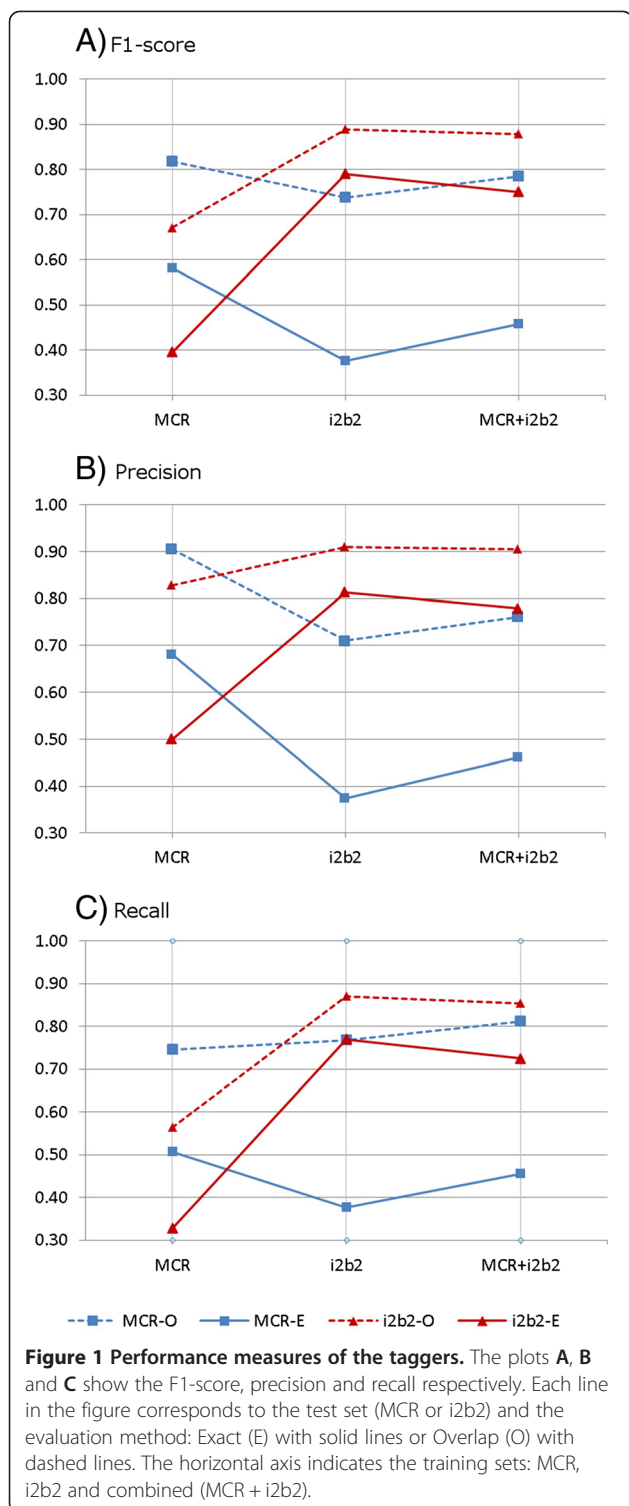 A) F1-score
1.00
0.90
0.80
0.70
0.60
0.50
0.40
0.30
MCR i2b2 MCR+i2b2
B) Precision
1.00
0.90
0.80
0.70
0.60
0.50
0.40
0.30
MCR i2b2 MCR+i2b2
C) Recall
1.00
0.90
0.80
0.70
0.60
0.50
0.40
0.30
MCR i2b2 MCR+i2b2
MCR-O MCR-E i2b2-O i2b2-E
Figure 1 Performance measures of the taggers. The plots A, B
and C show the F1-score, precision and recall respectively. Each line
in the figure corresponds to the test set (MCR or i2b2) and the
evaluation method: Exact (E) with solid lines or Overlap (O) with
dashed lines. The horizontal axis indicates the training sets: MCR,
i2b2 and combined (MCR + i2b2).